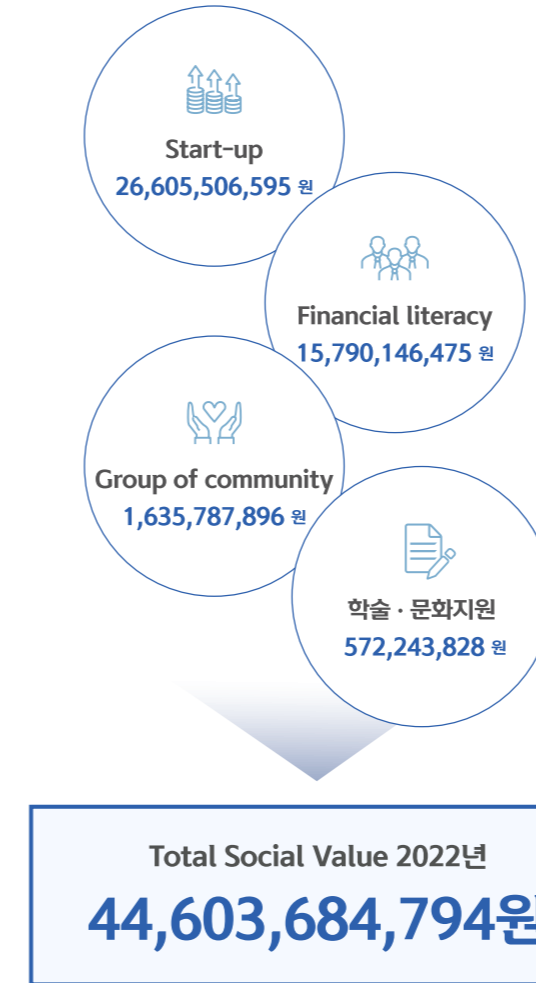 Start-up
26,605,506,595 원
Financial literacy
15,790,146,475 원
Group of community
1,635,787,896 원
학술 · 문화지원
572,243,828 원
Total Social Value 2022년
44,603,684,794원